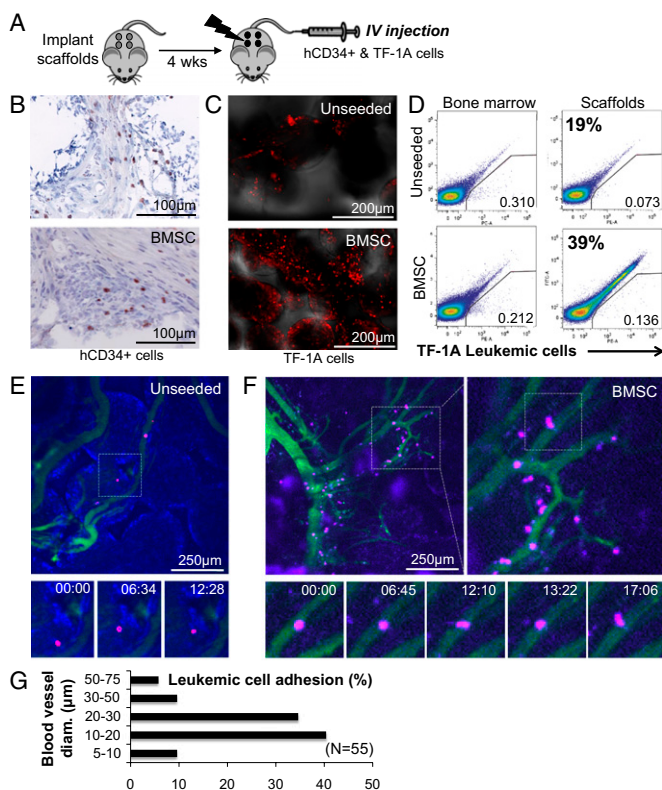 A
Implant
scaffolds
4 wks
IV injection
hCD34+ & TF-1A cells
B
100µm
BMSC
100µm
hCD34+ cells
C
Unseeded
200µm
BMSC
200µm
TF-1A cells
D
Bone marrow
Scaffolds
Unseeded
19%
0.310
0.073
BMSC
39%
0.212
0.136
TF-1A Leukemic cells
E
Unseeded
250µm
00:00
06:34
12:28
F
BMSC
250µm
00:00
06:45
12:10
13:22
17:06
G
Leukemic cell adhesion (%)
Blood vessel
diam. (µm)
50-75
30-50
20-30
10-20
5-10
(N=55)
0
10
20
30
40
50